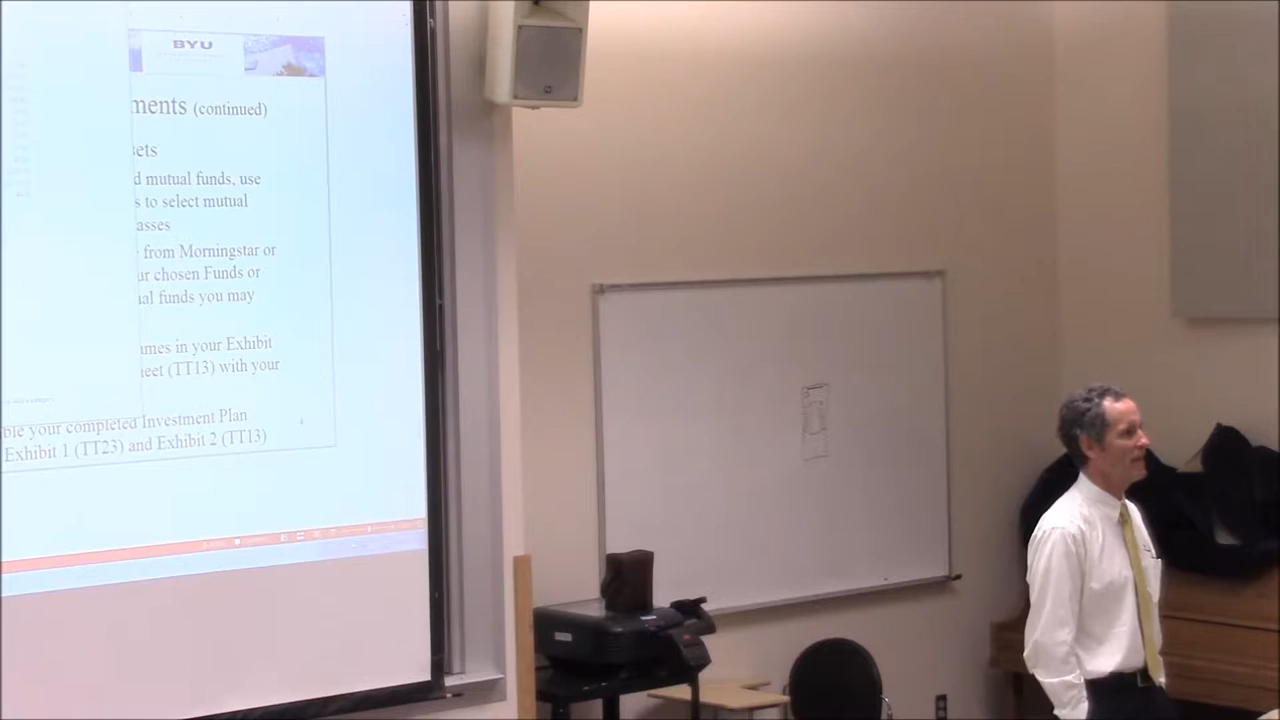 BYU
ments (continued)
ets
d mutual funds, use
s to select mutual
asses
from Morningstar or
ur chosen Funds or
al funds you may
ames in your Exhibit
eet (TT13) with your
ble your completed Investment Plan
Exhibit 1 (TT23) and Exhibit 2 (TT13)